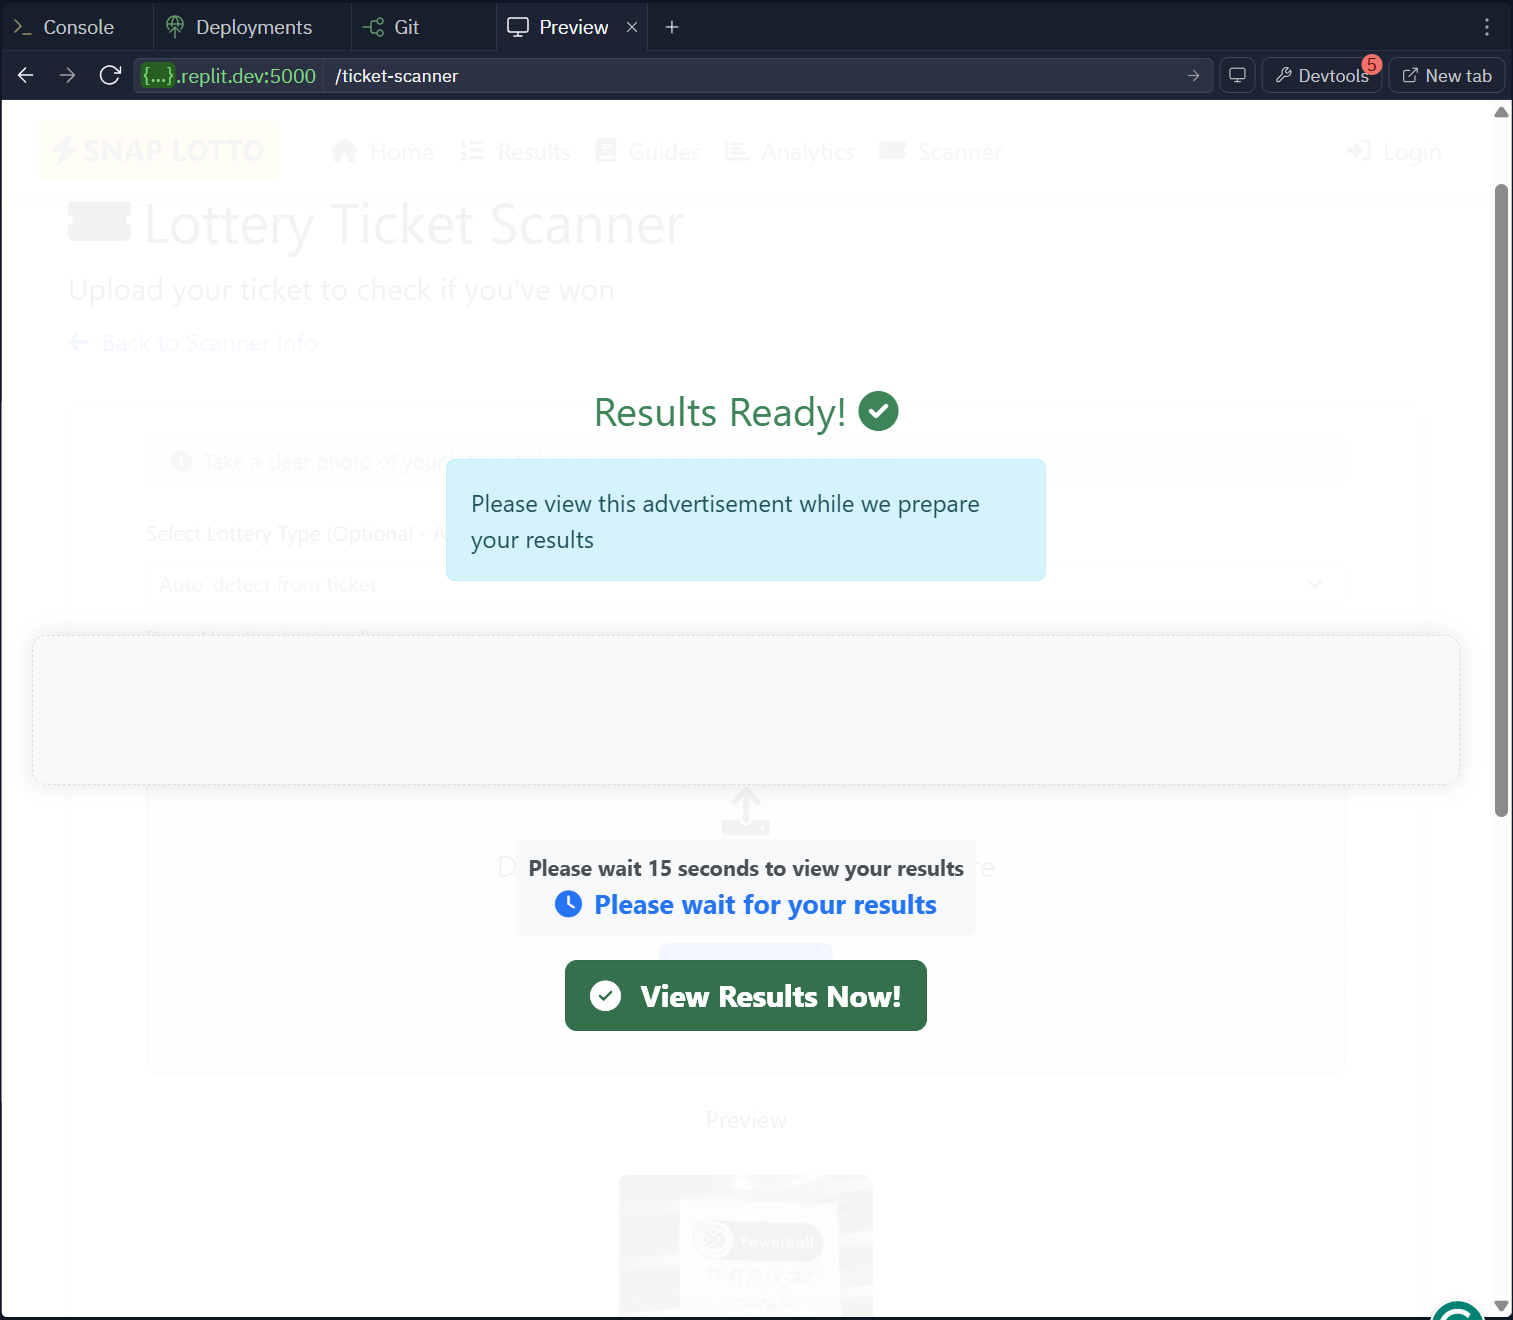 Console
Deployments
Git
Preview
{...}.replit.dev:5000
/ticket-scanner
Devtools
5
New tab
SNAP LOTTO
Home
Results
Guides
Analytics
Scanner
Login
Lottery Ticket Scanner
Upload your ticket to check if you've won
Back to Scanner Info
Results Ready!
Take a clear photo of your
Please view this advertisement while we prepare
your results
Select Lottery Type (Optional - A
Auto-detect from ticket
Please wait 15 seconds to view your results
Please wait for your results
View Results Now!
Preview
PowerBall